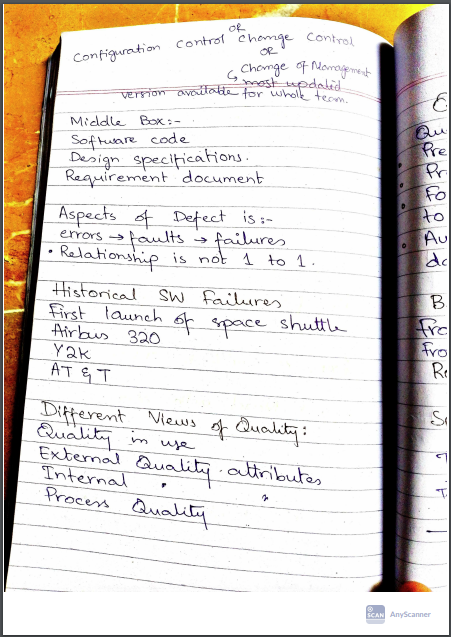 or
Configuration Control Change Control
OR
↳ Change of Management
most updated
version available for whole team.
Middle Box:-
Software code
Design specifications.
Requirement document
Aspects of Defect is:-
errors → faults → failures
• Relationship is not 1 to 1.
Historical SW Failures
First launch of space shuttle
Airbus 320
Y2K
AT & T
Different Views of Quality:
Quality in use
External Quality attributes
Internal " "
Process Quality
Qu
Pre
• Pr
• Fo
to
• Au
do
B
fro
Fro
R
S
SCAN AnyScanner